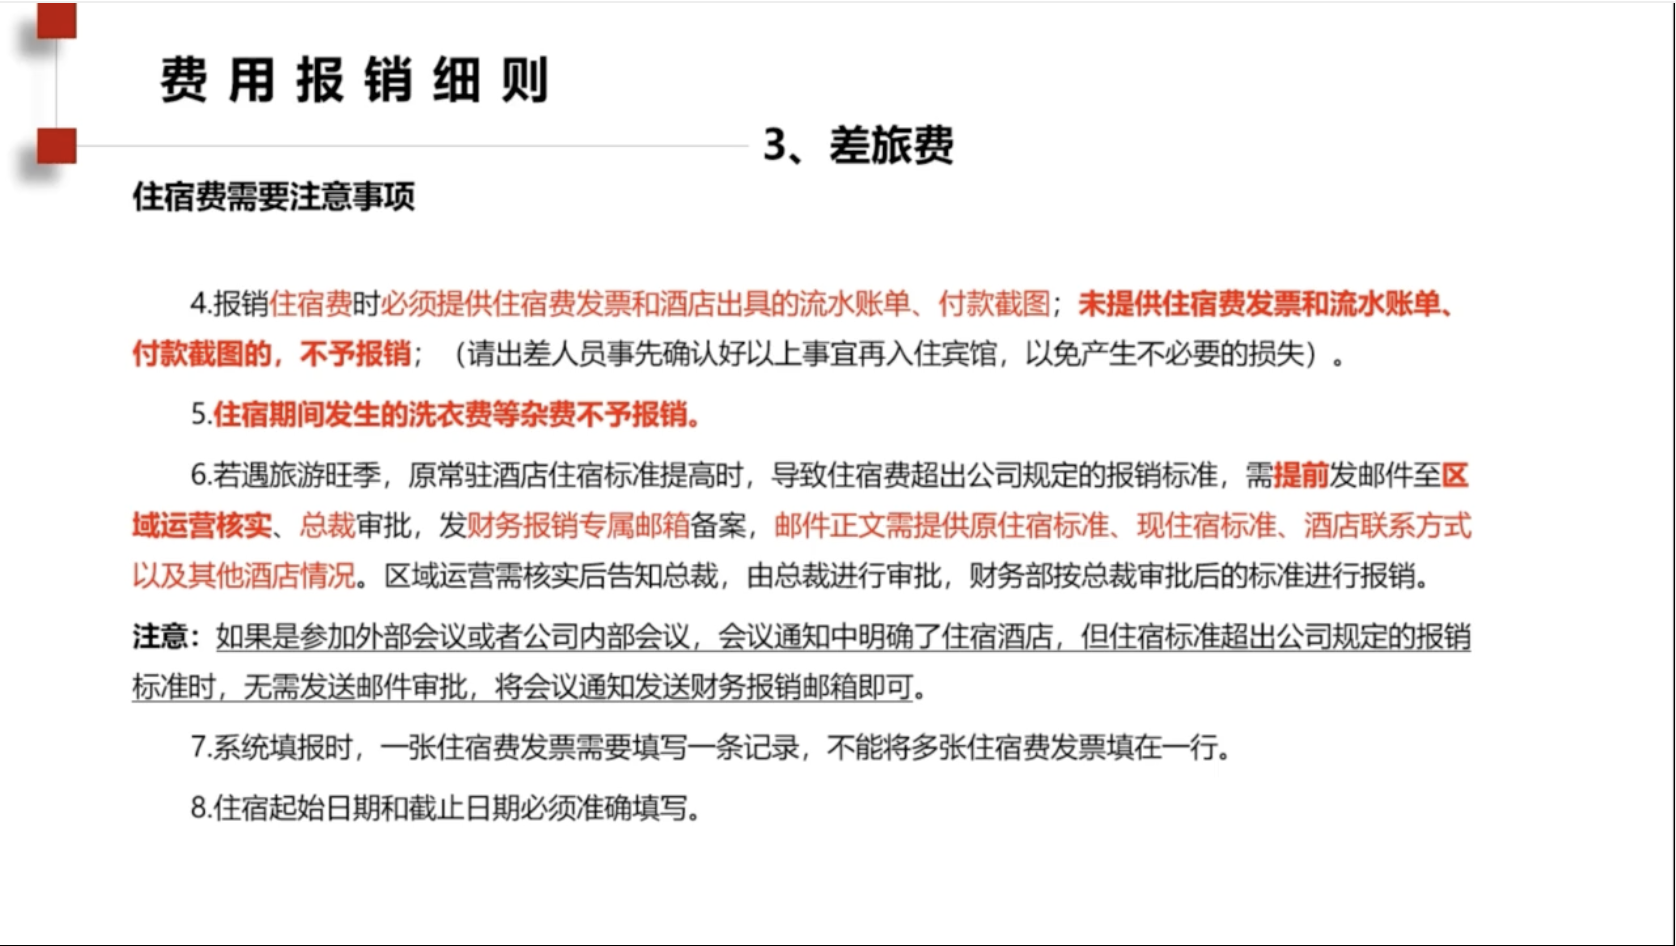 费用报销细则
3、差旅费
住宿费需要注意事项
4.报销住宿费时必须提供住宿费发票和酒店出具的流水账单、付款截图；未提供住宿费发票和流水账单、
付款截图的，不予报销；（请出差人员事先确认好以上事宜再入住宾馆，以免产生不必要的损失）。
5.住宿期间发生的洗衣费等杂费不予报销。
6.若遇旅游旺季，原常驻酒店住宿标准提高时，导致住宿费超出公司规定的报销标准，需提前发邮件至区
域运营核实、总裁审批，发财务报销专属邮箱备案，邮件正文需提供原住宿标准、现住宿标准、酒店联系方式
以及其他酒店情况。区域运营需核实后告知总裁，由总裁进行审批，财务部按总裁审批后的标准进行报销。
注意：如果是参加外部会议或者公司内部会议，会议通知中明确了住宿酒店，但住宿标准超出公司规定的报销
标准时，无需发送邮件审批，将会议通知发送财务报销邮箱即可。
7.系统填报时，一张住宿费发票需要填写一条记录，不能将多张住宿费发票填在一行。
8.住宿起始日期和截止日期必须准确填写。